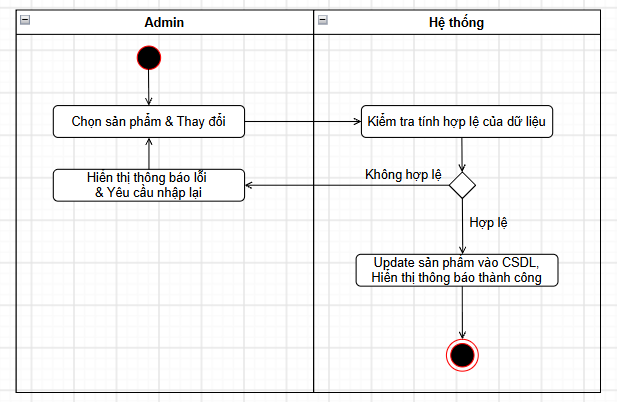 Admin
Hệ thống
Chọn sản phẩm & Thay đổi
Kiểm tra tính hợp lệ của dữ liệu
Hiển thị thông báo lỗi
& Yêu cầu nhập lại
Không hợp lệ
Hợp lệ
Update sản phẩm vào CSDL,
Hiển thị thông báo thành công